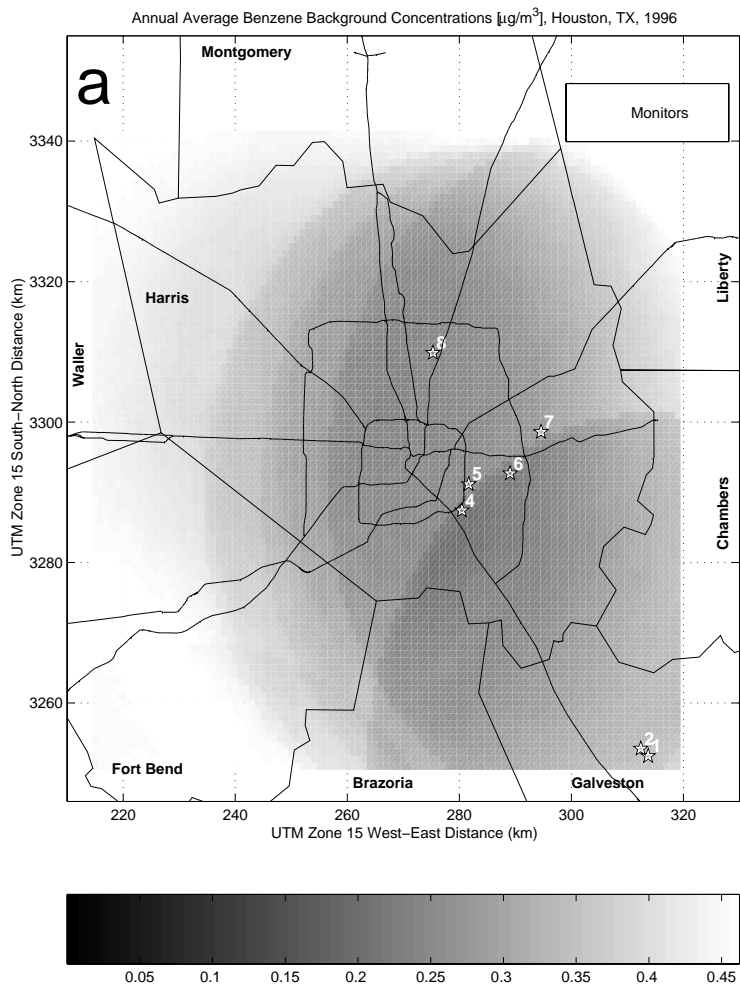 Annual Average Benzene Background Concentrations [μg/m³], Houston, TX, 1996
Montgomery
a
Monitors
3340
3320
Harris
Liberty
8
Waller
3300
7
6
5
4
Chambers
3280
3260
2
1
Fort Bend
Brazoria
Galveston
220 240 260 280 300 320
UTM Zone 15 South−North Distance (km)
UTM Zone 15 West−East Distance (km)
0.05 0.1 0.15 0.2 0.25 0.3 0.35 0.4 0.45